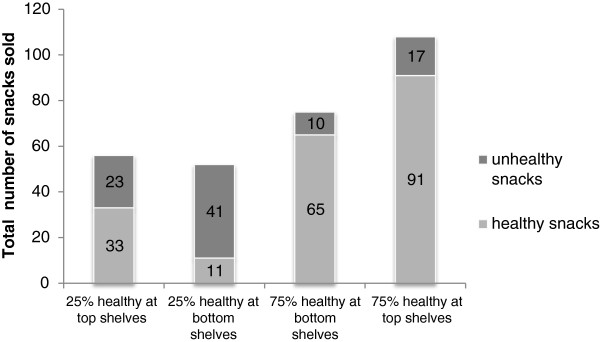 Total number of snacks sold
120
100
80
60
40
20
0
23
33
41
11
10
65
17
91
25% healthy at
top shelves
25% healthy at
bottom
shelves
75% healthy at
bottom
shelves
75% healthy at
top shelves
unhealthy
snacks
healthy snacks